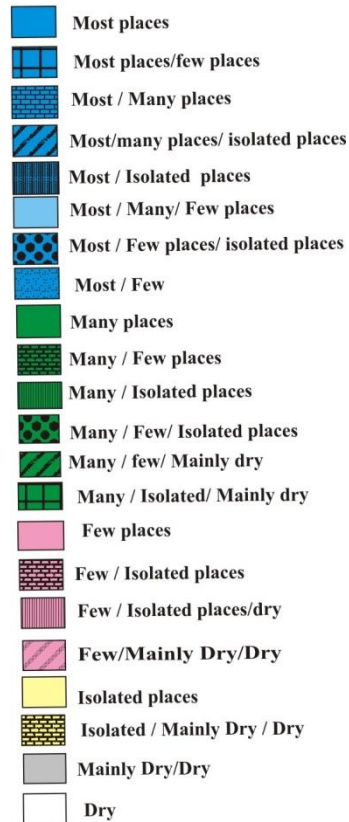 Most places
Most places/few places
Most / Many places
Most/many places/ isolated places
Most / Isolated places
Most / Many/ Few places
Most / Few places/ isolated places
Most / Few
Many places
Many / Few places
Many / Isolated places
Many / Few/ Isolated places
Many / few/ Mainly dry
Many / Isolated/ Mainly dry
Few places
Few / Isolated places
Few / Isolated places/dry
Few/Mainly Dry/Dry
Isolated places
Isolated / Mainly Dry / Dry
Mainly Dry/Dry
Dry